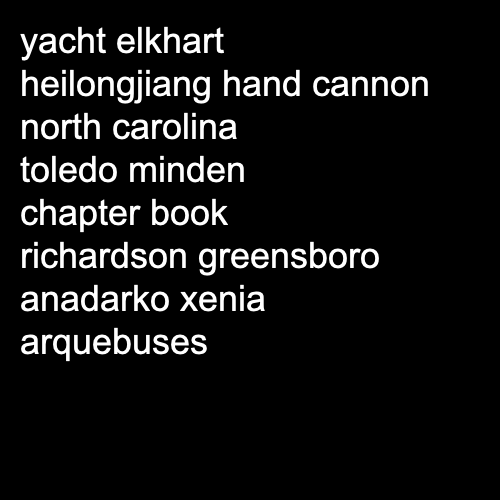 yacht elkhart
heilongjiang hand cannon
north carolina
toledo minden
chapter book
richardson greensboro
anadarko xenia
arquebuses